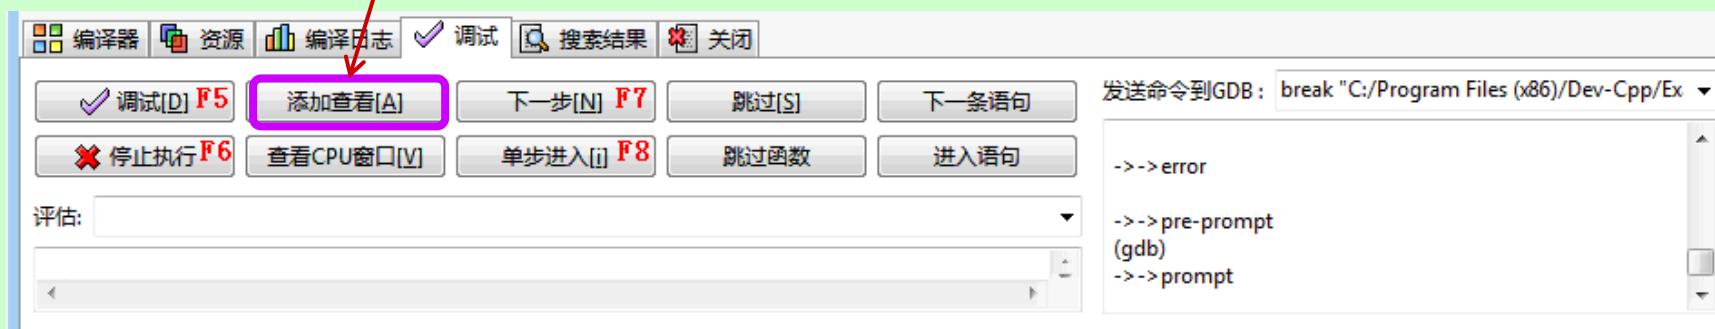 编译器 资源 编译日志 调试 搜索结果 关闭
调试[D] F5 添加查看[A] 下一步[N] F7 跳过[S] 下一条语句
停止执行 F6 查看CPU窗口[V] 单步进入[i] F8 跳过函数 进入语句
评估:
发送命令到GDB： break "C:/Program Files (x86)/Dev-Cpp/Ex
->->error
->->pre-prompt
(gdb)
->->prompt